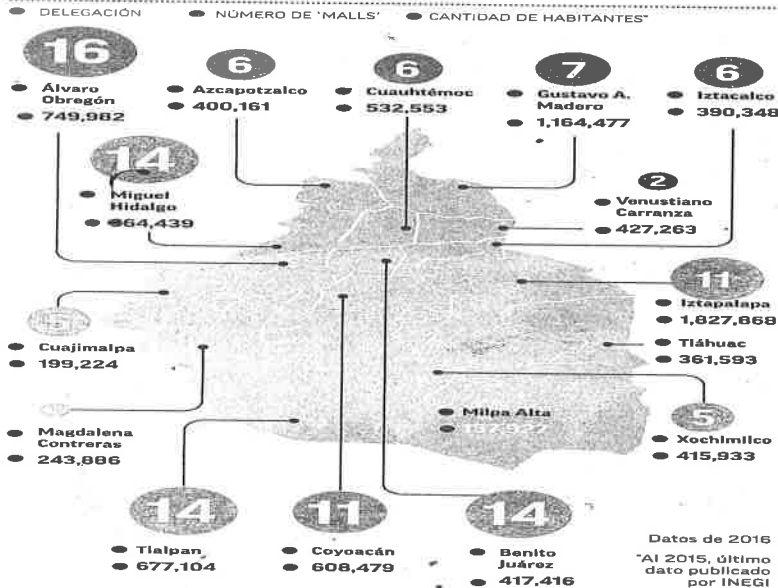 DELEGACIÓN NÚMERO DE 'MALLS' CANTIDAD DE HABITANTES*
16
Álvaro
Obregón
749,982
6
Azcapotzalco
400,161
6
Cuauhtémoc
532,553
7
Gustavo A.
Madero
1,164,477
6
Iztacalco
390,348
14
Miguel
Hidalgo
364,439
2
Venustiano
Carranza
427,263
11
Iztapalapa
1,827,868
Tláhuac
361,593
5
Cuajimalpa
199,224
Magdalena
Contreras
243,886
Milpa Alta
5
Xochimilco
415,933
14
Tlalpan
677,104
11
Coyoacán
608,479
14
Benito
Juárez
417,416
Datos de 2016
*Al 2015, último
dato publicado
por INEGI